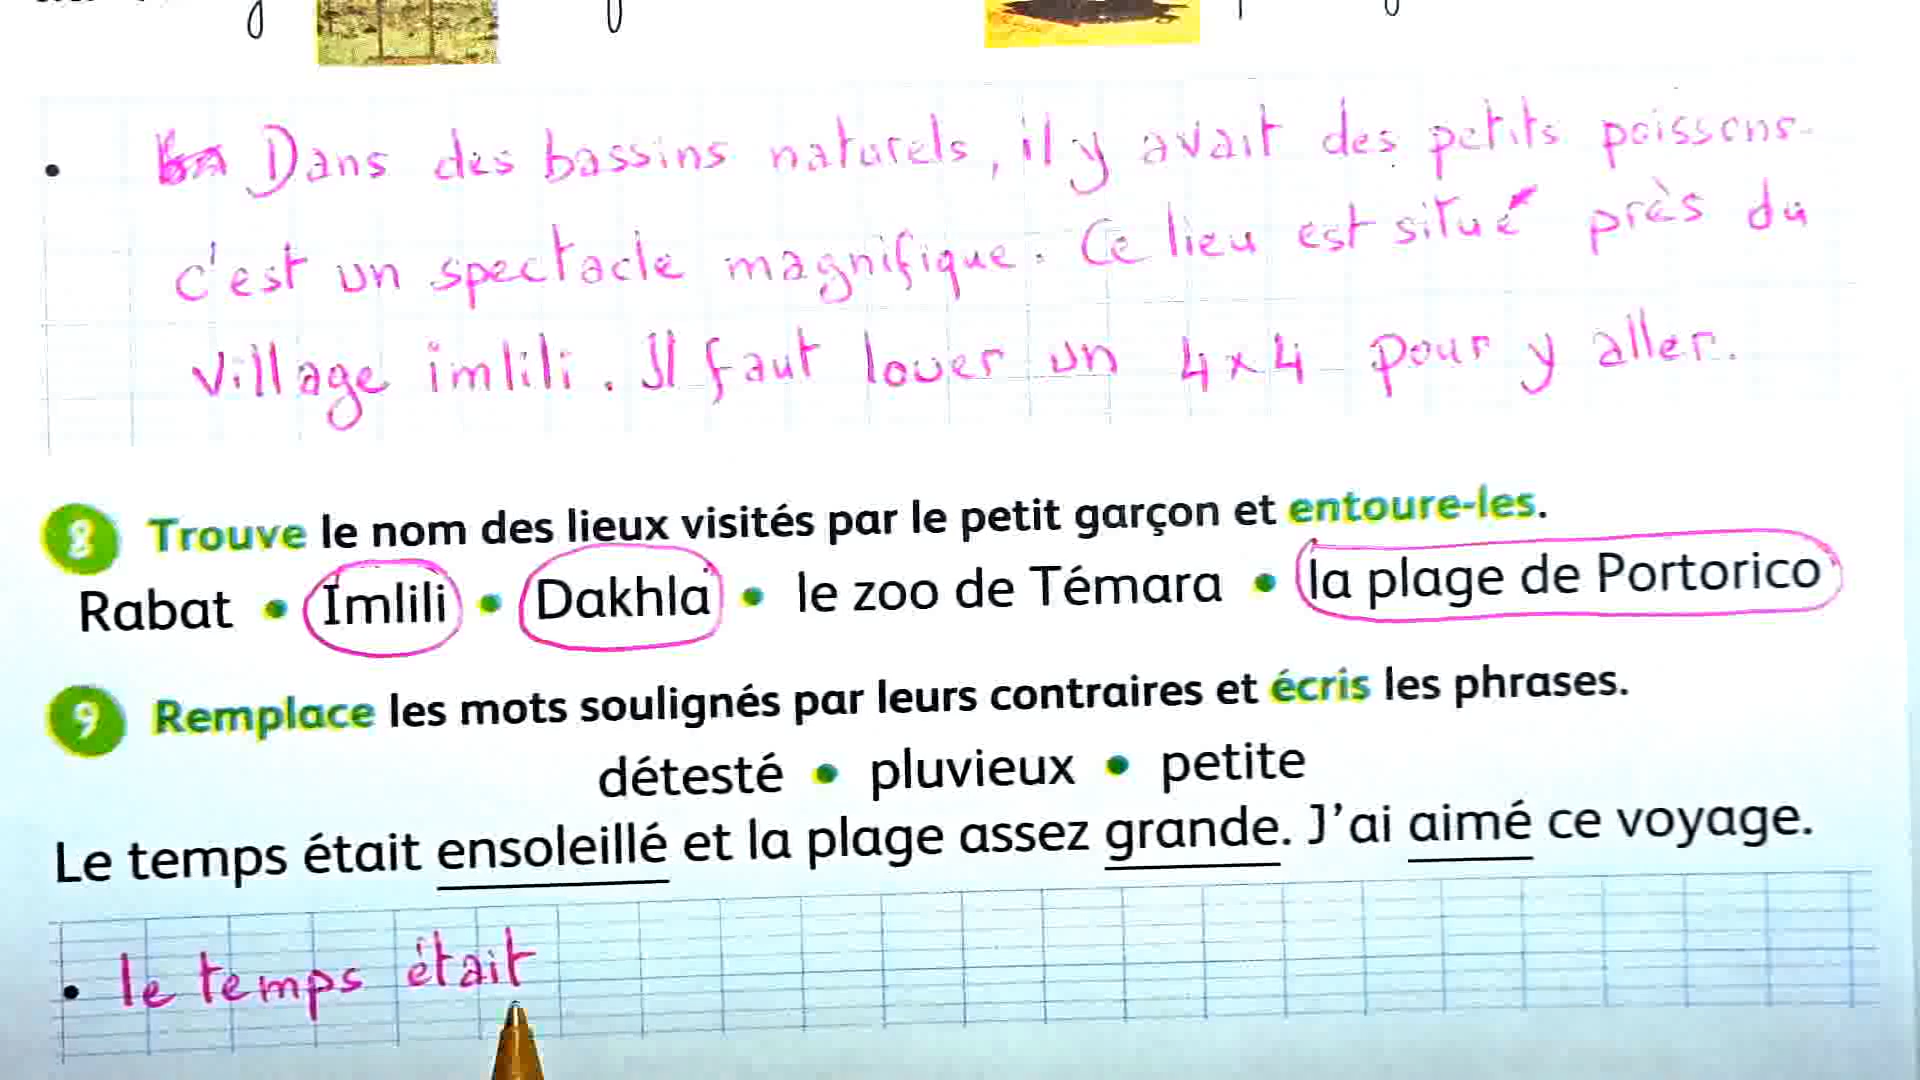 Dans des bassins naturels, il y avait des petits poissons.
c'est un spectacle magnifique. Ce lieu est situé près du
village imlili. Il faut louer un 4x4 pour y aller.
8 Trouve le nom des lieux visités par le petit garçon et entoure-les.
Rabat • Imlili • Dakhla • le zoo de Témara • la plage de Portorico
9 Remplace les mots soulignés par leurs contraires et écris les phrases.
détesté • pluvieux • petite
Le temps était ensoleillé et la plage assez grande. J'ai aimé ce voyage.
• le temps était